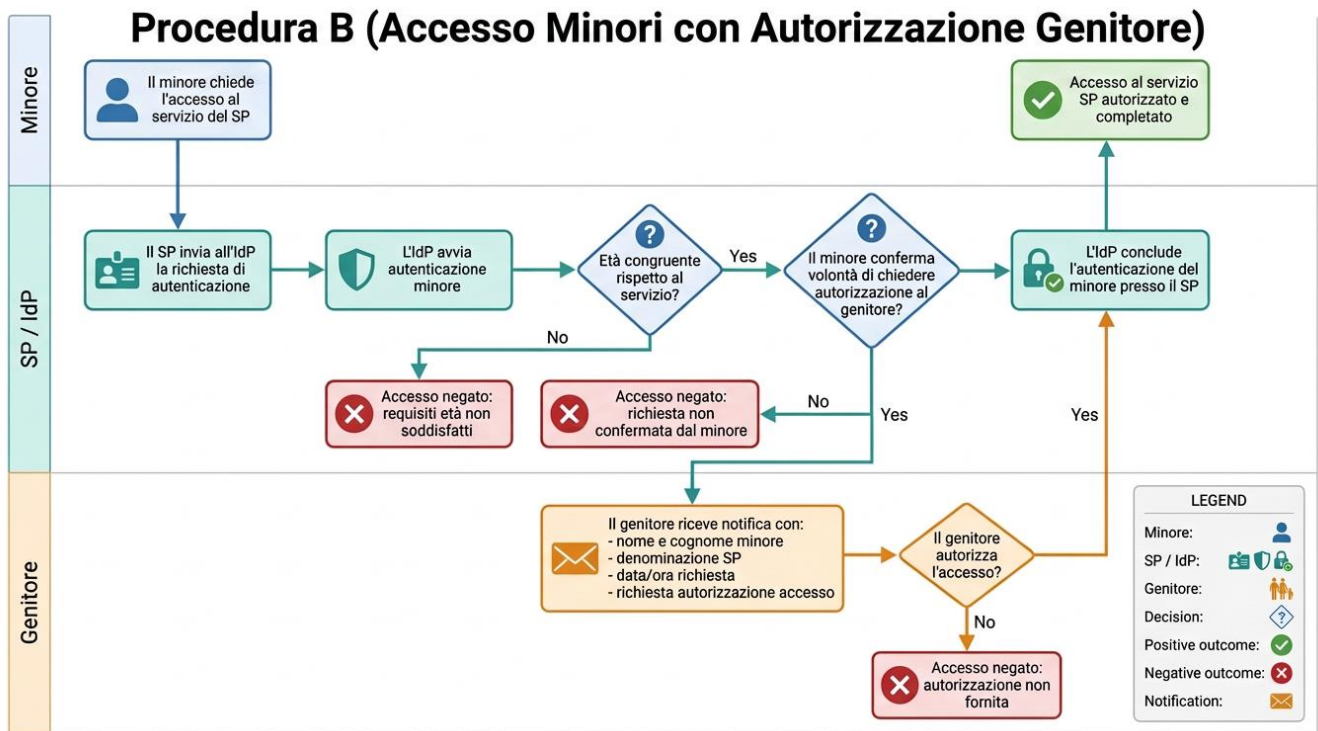 Procedura B (Accesso Minori con Autorizzazione Genitore)
Minore
Il minore chiede
l'accesso al
servizio del SP
Accesso al servizio
SP autorizzato e
completato
SP / IdP
Il SP invia all'IdP
la richiesta di
autenticazione
L'IdP avvia
autenticazione
minore
?
Età congruente
rispetto al
servizio?
Yes
?
Il minore conferma
volontà di chiedere
autorizzazione al
genitore?
L'IdP conclude
l'autenticazione del
minore presso il SP
No
Accesso negato:
requisiti età non
soddisfatti
Accesso negato:
richiesta non
confermata dal minore
No
Yes
Yes
Genitore
Il genitore riceve notifica con:
- nome e cognome minore
- denominazione SP
- data/ora richiesta
- richiesta autorizzazione accesso
Il genitore
autorizza
l'accesso?
No
Accesso negato:
autorizzazione non
fornita
LEGEND
Minore:
SP / IdP:
Genitore:
Decision:
?
Positive outcome:
Negative outcome:
Notification: